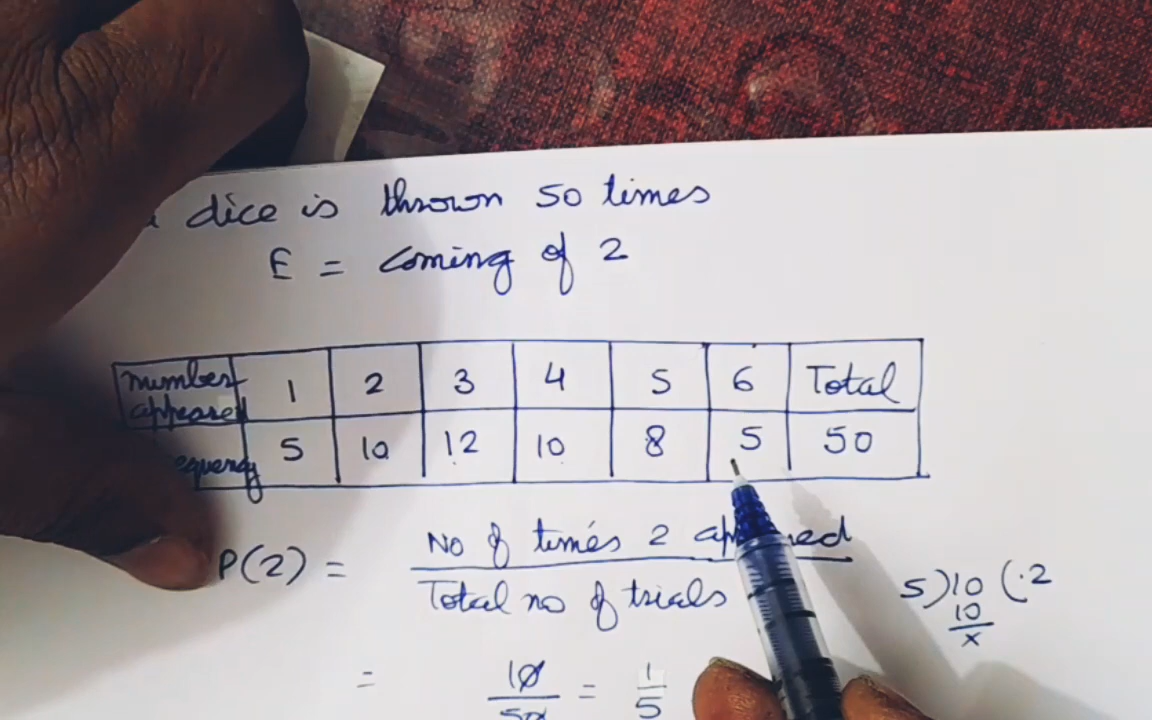 dice is thrown 50 times
E = coming of 2
Number appeared 1 2 3 4 5 6 Total
5 10 12 10 8 5 50
P(2) = No of times 2 / Total no of trials
5)10(.2
10
x
= 10/50 = 1/5